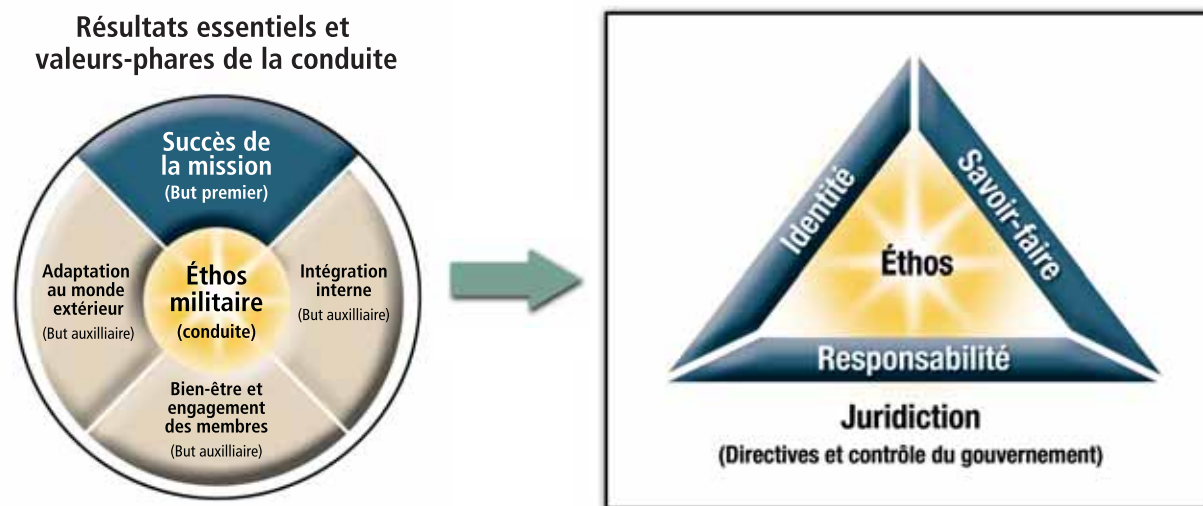 Résultats essentiels et
valeurs-phares de la conduite
Succès de
la mission
(But premier)
Adaptation
au monde
extérieur
(But auxilliaire)
Éthos
militaire
(conduite)
Intégration
interne
(But auxilliaire)
Bien-être et
engagement
des membres
(But auxilliaire)
Identité
Savoir-faire
Éthos
Responsabilité
Juridiction
(Directives et contrôle du gouvernement)